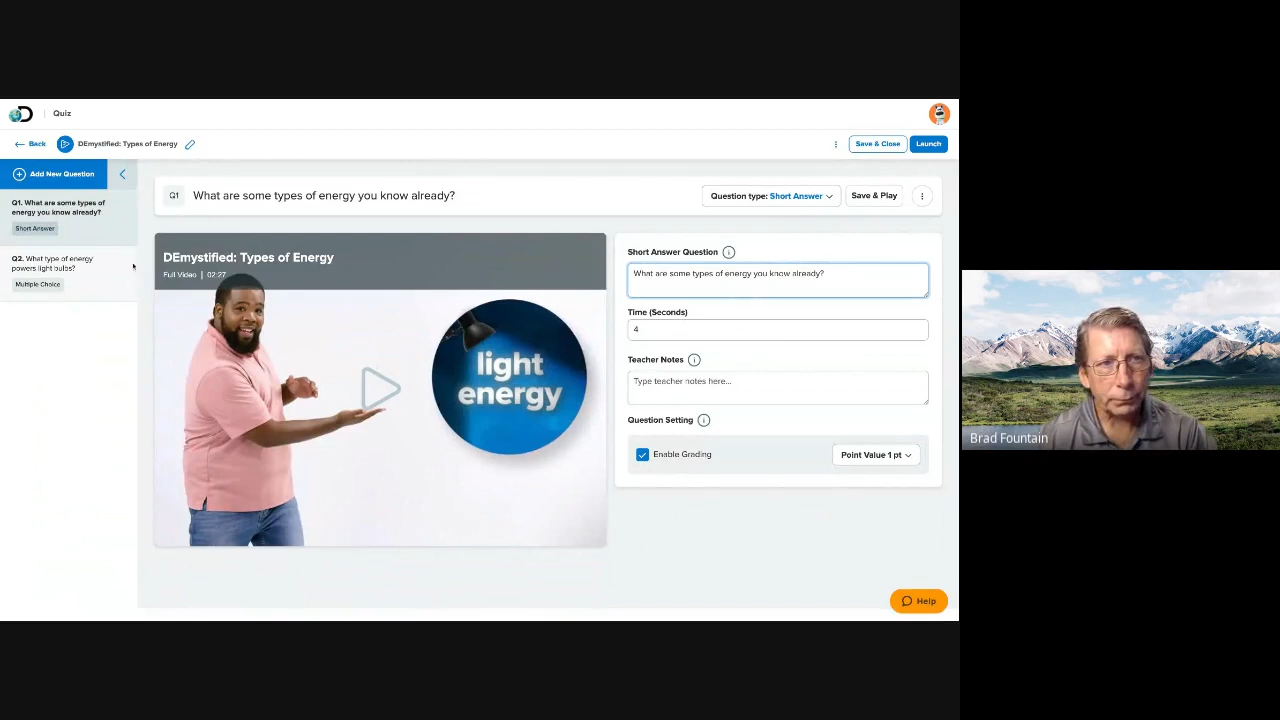 Quiz
Back
DEmystified: Types of Energy
Save & Close
Launch
Add New Question
Q1. What are some types of
energy you know already?
Short Answer
Q2. What type of energy
powers light bulbs?
Multiple Choice
Q1
What are some types of energy you know already?
Question type: Short Answer
Save & Play
DEmystified: Types of Energy
Full Video | 02:27
light
energy
Short Answer Question
What are some types of energy you know already?
Time (Seconds)
4
Teacher Notes
Type teacher notes here...
Question Setting
Enable Grading
Point Value 1 pt
Help
Brad Fountain